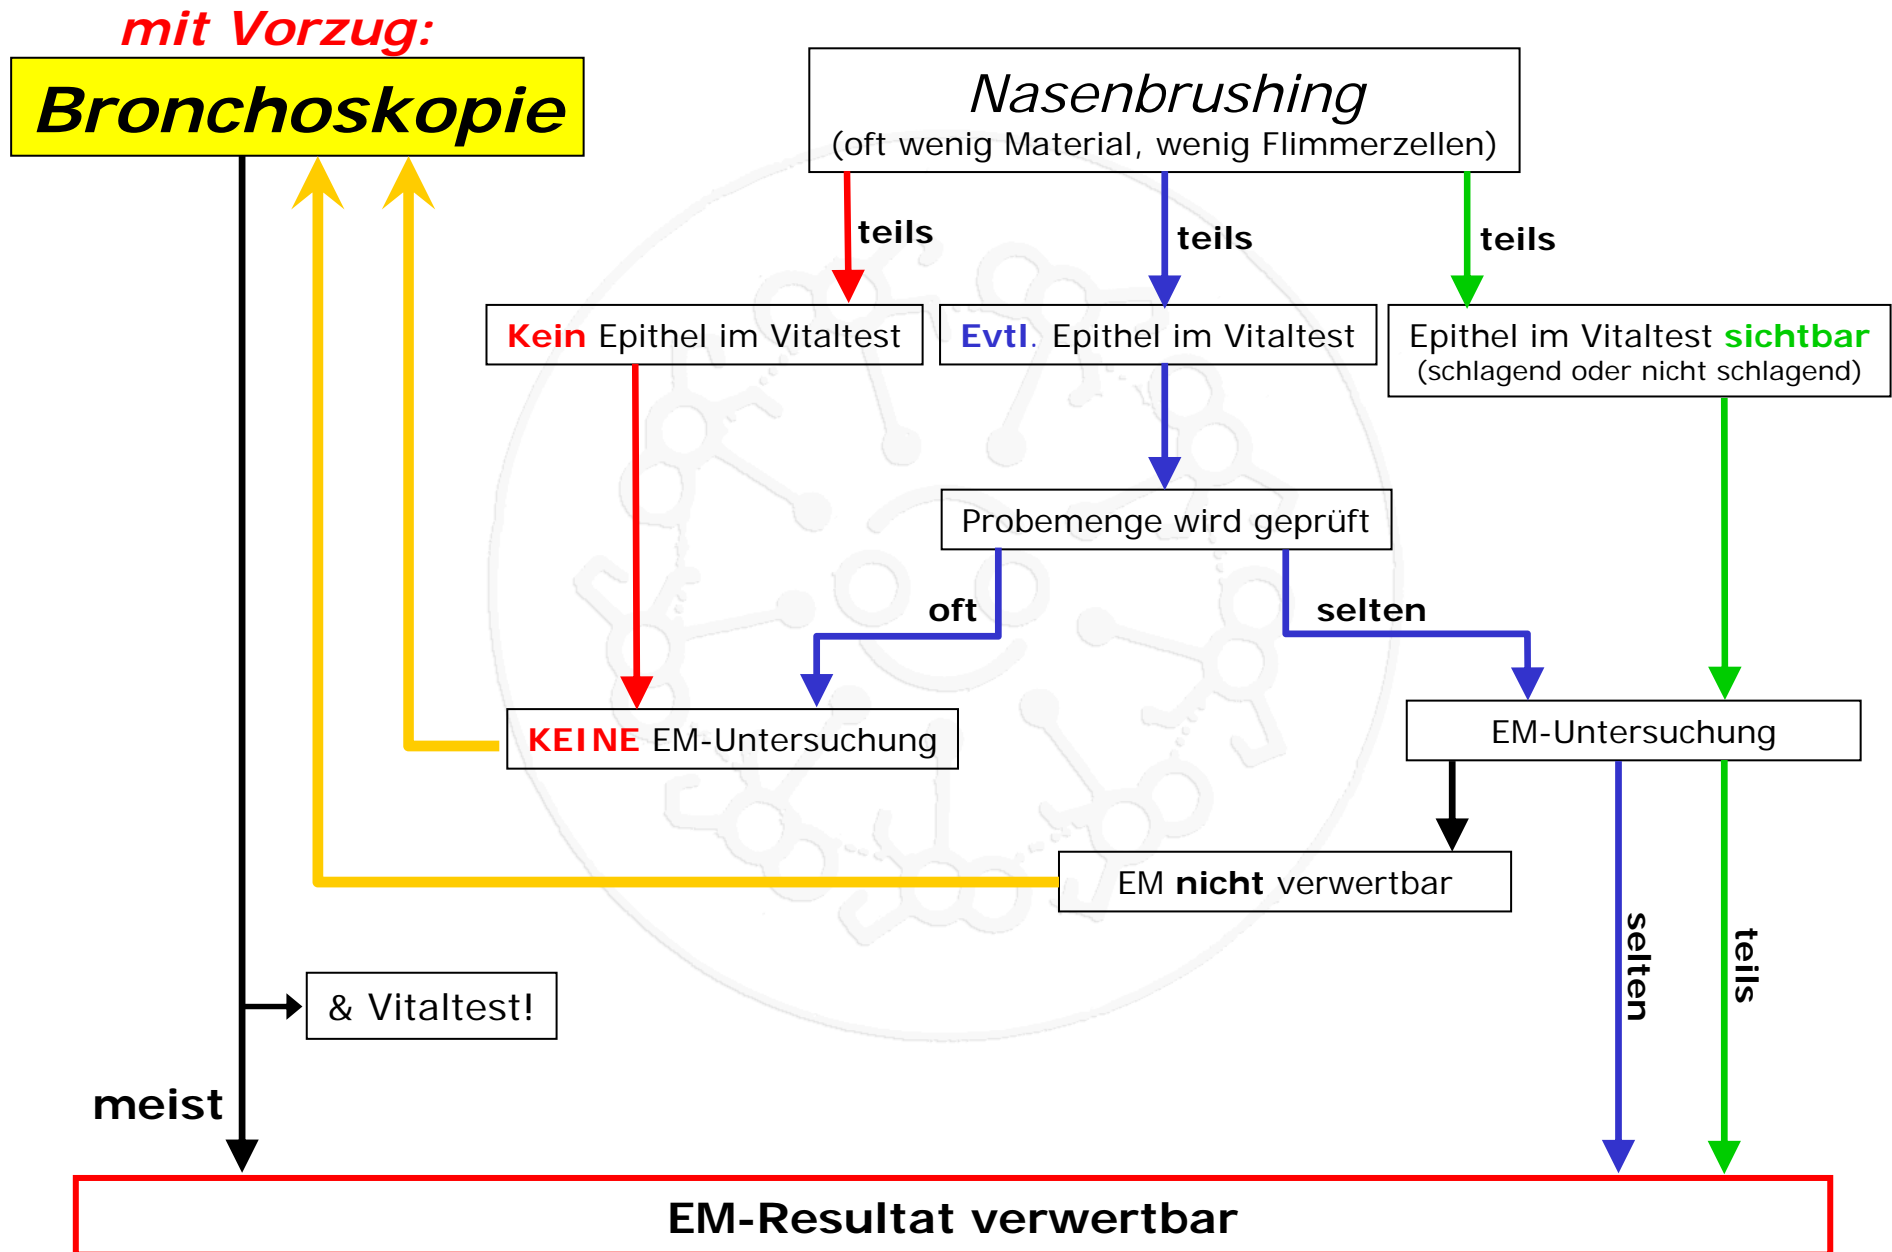 mit Vorzug:
Bronchoskopie
Nasenbrushing
(oft wenig Material, wenig Flimmerzellen)
teils
teils
teils
Kein Epithel im Vitaltest
Evtl. Epithel im Vitaltest
Epithel im Vitaltest sichtbar
(schlagend oder nicht schlagend)
Probemenge wird geprüft
oft
selten
KEINE EM-Untersuchung
EM-Untersuchung
EM nicht verwertbar
selten
teils
& Vitaltest!
meist
EM-Resultat verwertbar